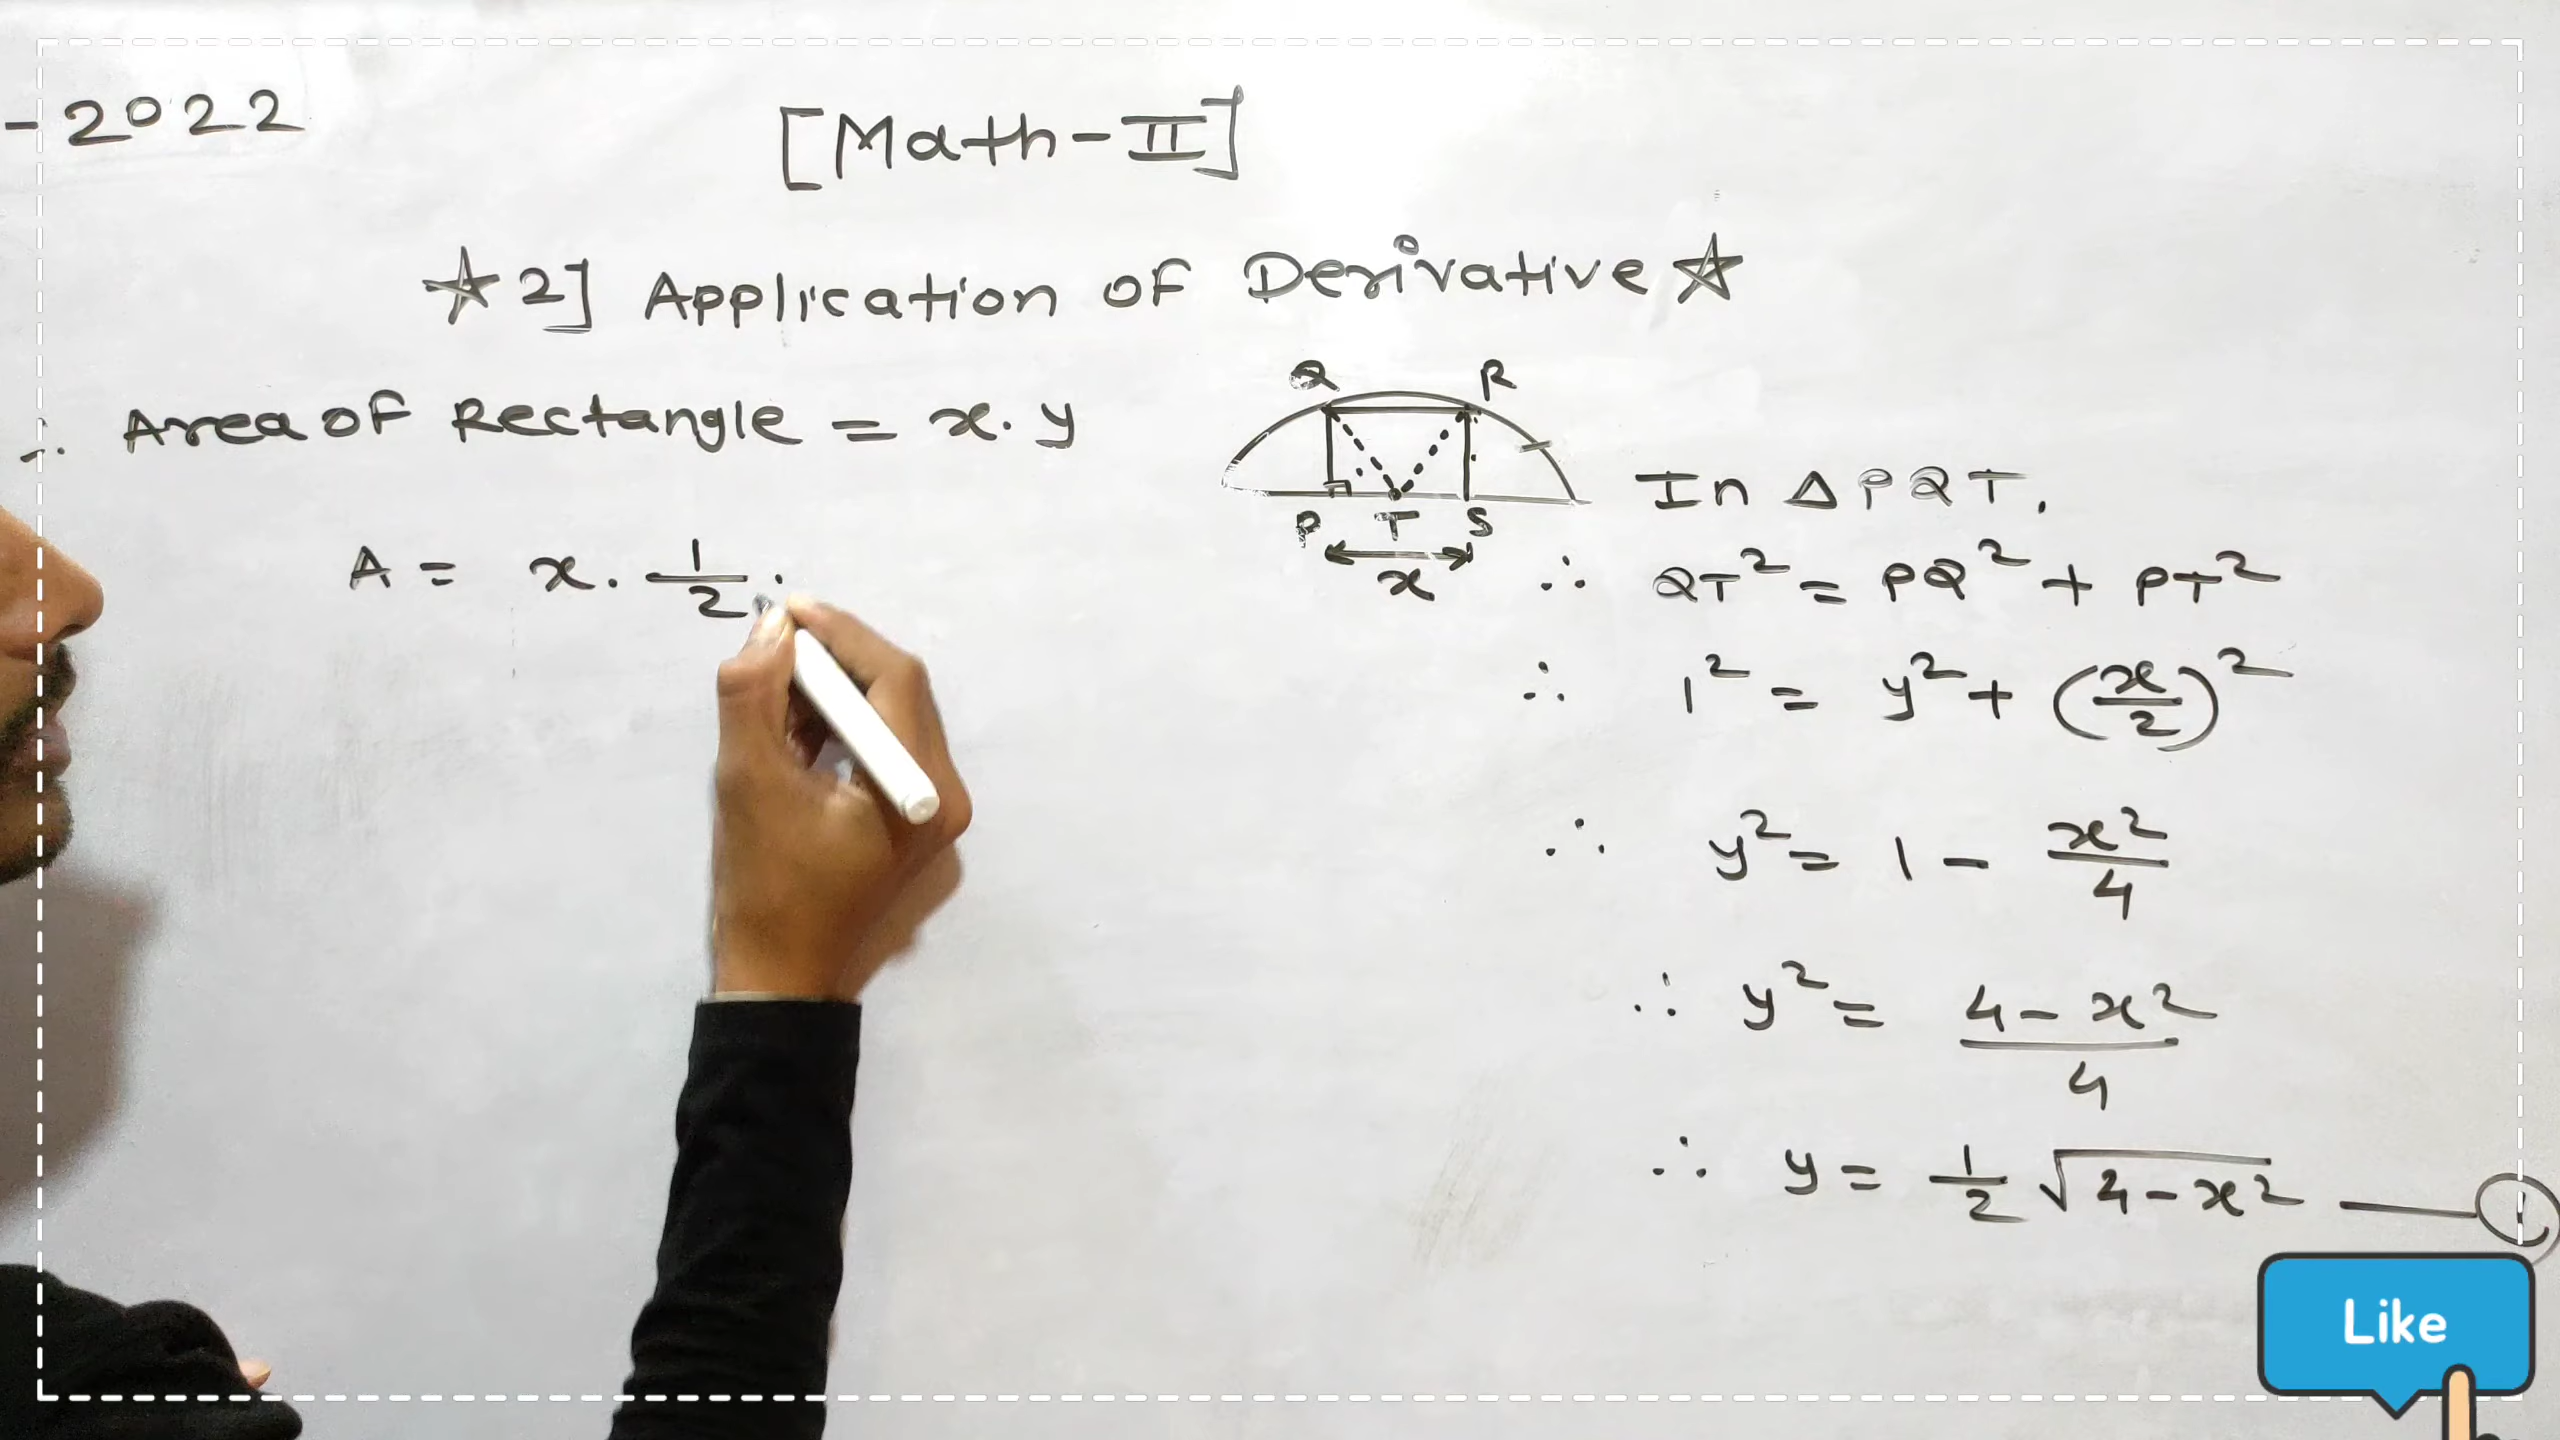 - 2022
[Math-II]
☆ 2] Application of Derivative ☆
∴ Area of Rectangle = x. y
A = x. 1/2 .
Q R
P T S
x
In △PQT,
∴ QT² = PQ² + PT²
∴ 1² = y² + (x/2)²
∴ y² = 1 - x²/4
∴ y² = (4 - x²)/4
∴ y = 1/2 √(4 - x²) — ①
Like